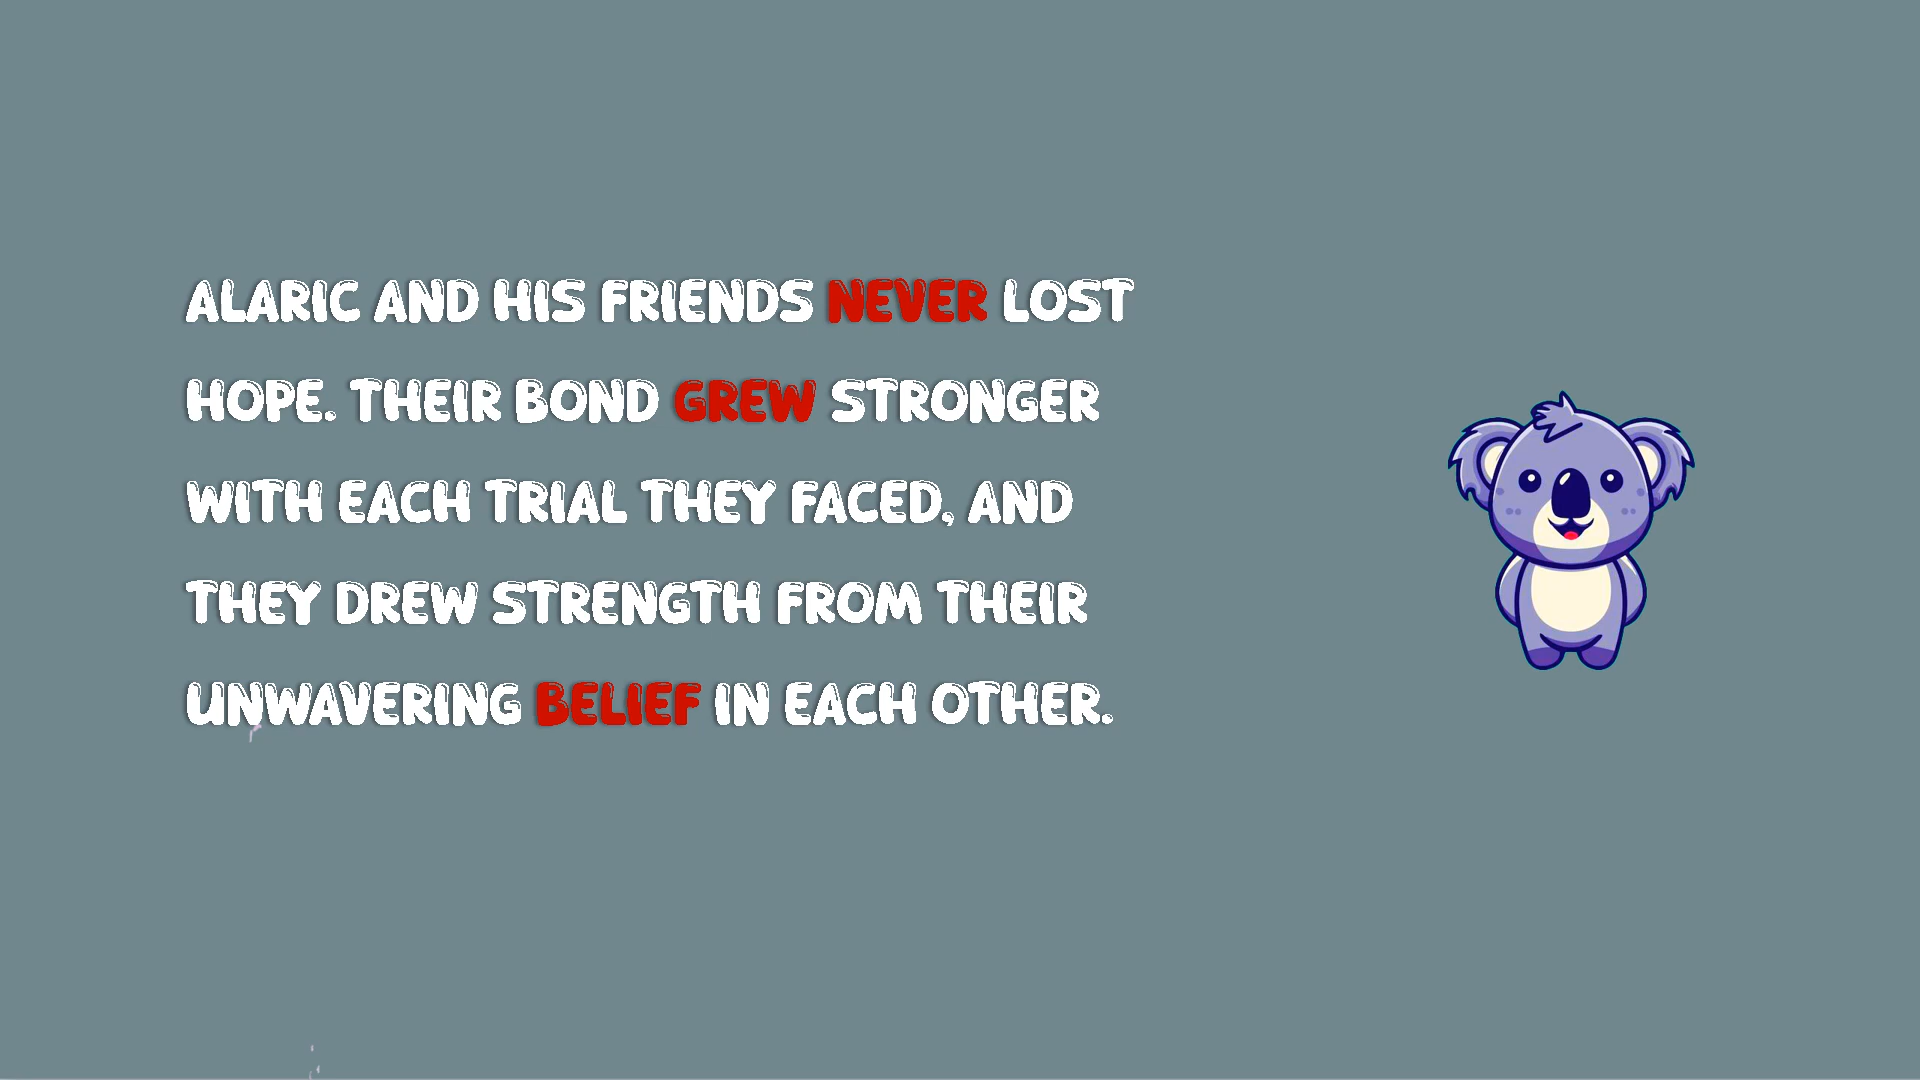 ALARIC AND HIS FRIENDS NEVER LOST
HOPE. THEIR BOND GREW STRONGER
WITH EACH TRIAL THEY FACED, AND
THEY DREW STRENGTH FROM THEIR
UNWAVERING BELIEF IN EACH OTHER.